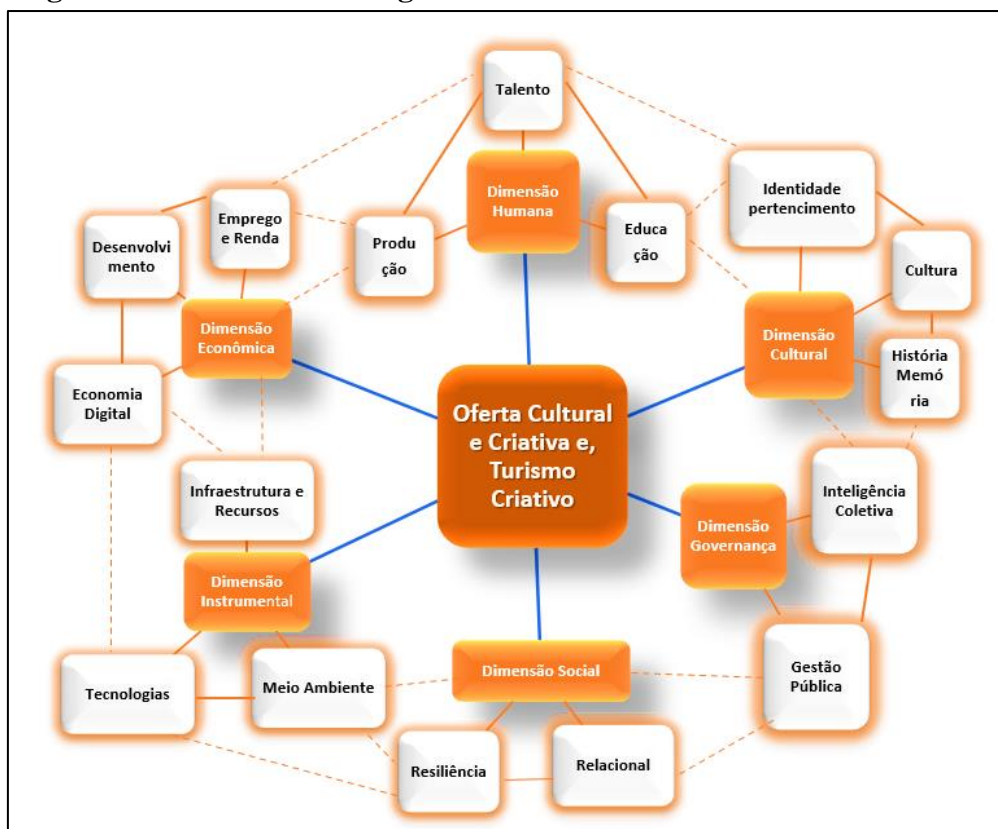 Talento
Dimensão
Humana
Identidade
pertencimento
Emprego
e Renda
Produ
ção
Educa
ção
Desenvolvi
mento
Cultura
Dimensão
Econômica
Dimensão
Cultural
História
Memó
ria
Economia
Digital
Oferta Cultural
e Criativa e,
Turismo
Criativo
Infraestrutura e
Recursos
Inteligência
Coletiva
Dimensão
Governança
Dimensão
Instrumental
Tecnologias
Meio Ambiente
Dimensão Social
Gestão
Pública
Resiliência
Relacional